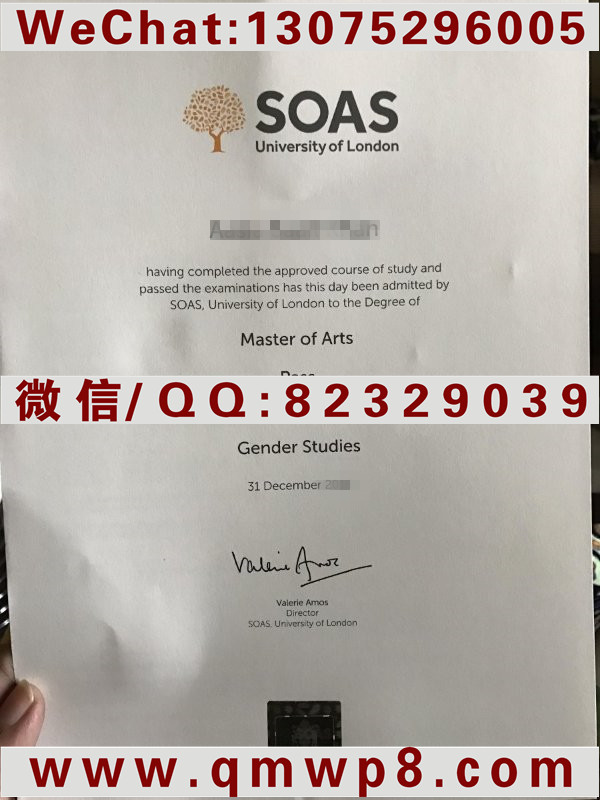 WeChat:13075296005
SOAS
University of London
having completed the approved course of study and
passed the examinations has this day been admitted by
SOAS, University of London to the Degree of
Master of Arts
微信/QQ:82329039
Gender Studies
31 December
Valerie Amos
Valerie Amos
Director
SOAS, University of London
www.qmwp8.com